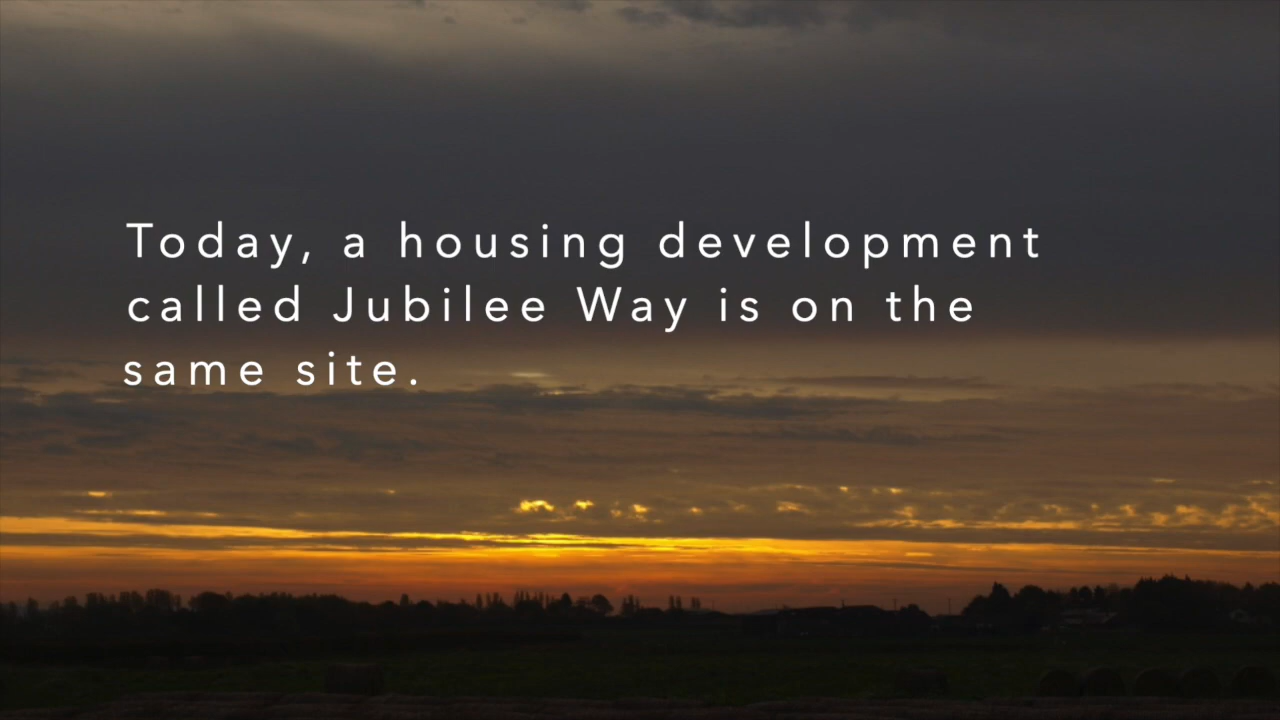 Today, a housing development
called Jubilee Way is on the
same site.